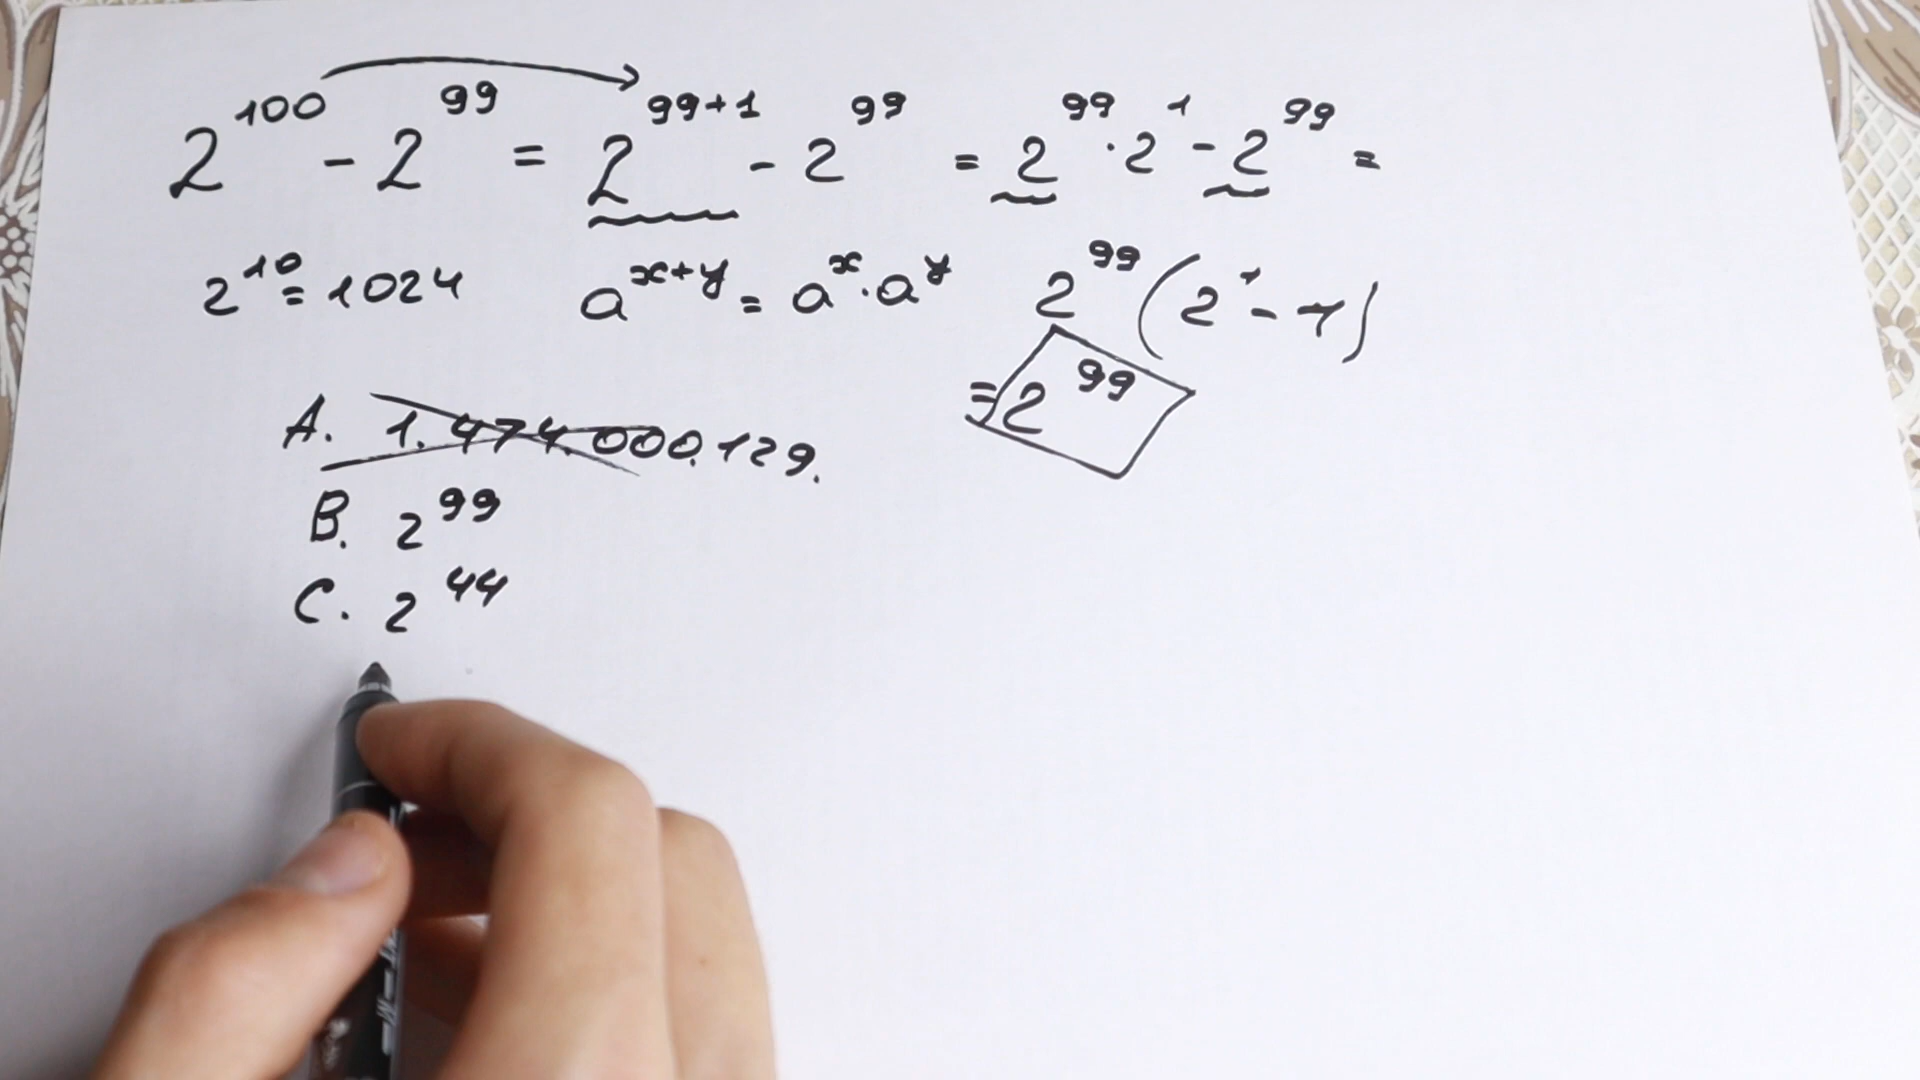 2^100 - 2^99 = 2^99+1 - 2^99 = 2^99 · 2^1 - 2^99 =
2^10 = 1024 a^x+y = a^x · a^y 2^99 (2^1 - 1)
= 2^99
A. 1.474.000.129.
B. 2^99
C. 2^44